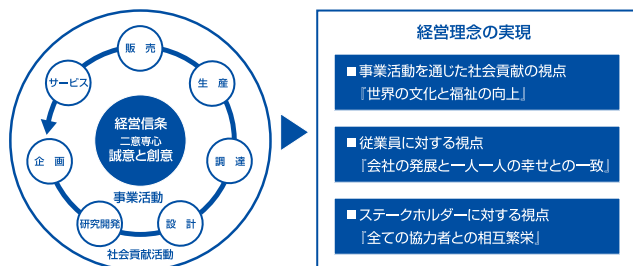 販売
生産
調達
設計
研究開発
企画
サービス
経営信条
二意専心
誠意と創意
事業活動
社会貢献活動
経営理念の実現
■事業活動を通じた社会貢献の視点
『世界の文化と福祉の向上』
■従業員に対する視点
『会社の発展と一人一人の幸せとの一致』
■ステークホルダーに対する視点
『全ての協力者との相互繁栄』